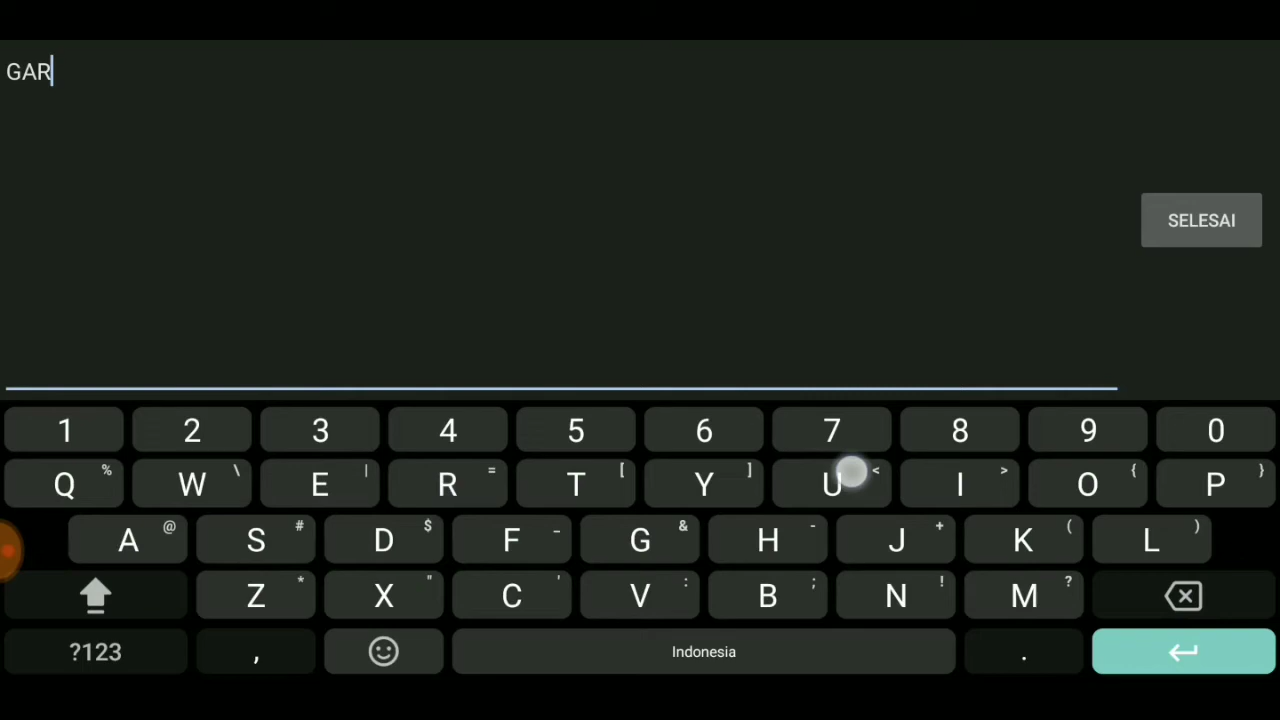 GAR
SELESAI
1 2 3 4 5 6 7 8 9 0
Q % W \ E | R = T [ Y ] U < I > O { P }
A @ S # D $ F _ G & H - J + K ( L )
Z * X " C ' V : B ; N ! M ?
?123 , Indonesia .